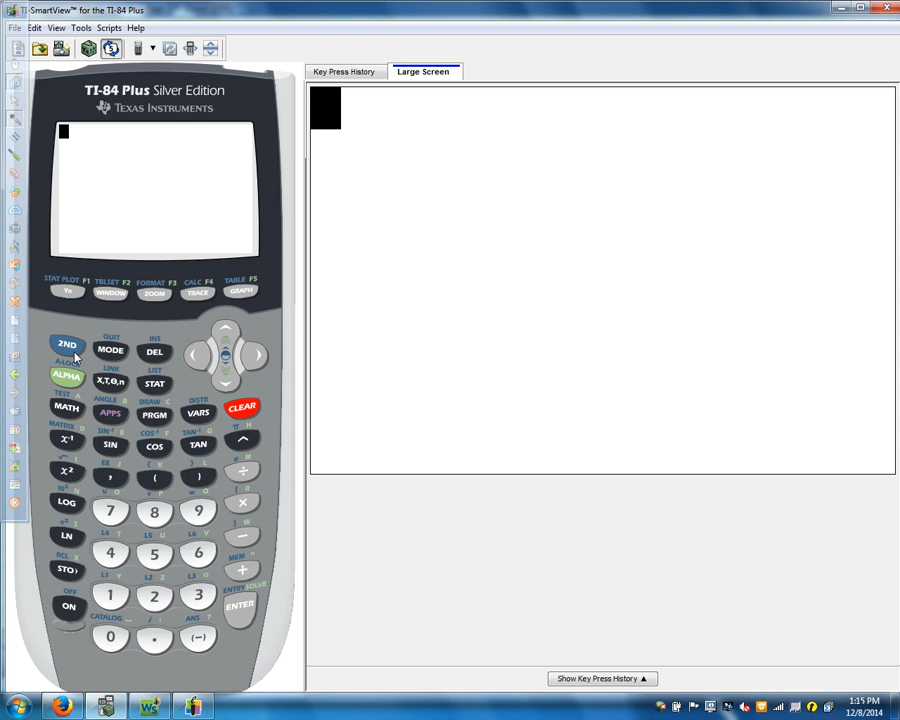 TI-SmartView™ for the TI-84 Plus
File Edit View Tools Scripts Help
Key Press History Large Screen
TI-84 Plus Silver Edition
TEXAS INSTRUMENTS
STAT PLOT F1 TBLSET F2 FORMAT F3 CALC F4 TABLE F5
Y= WINDOW ZOOM TRACE GRAPH
QUIT INS
2ND MODE DEL
A-LOCK LINK LIST
ALPHA X,T,Θ,n STAT
TEST A ANGLE B DRAW C DISTR
MATH APPS PRGM VARS CLEAR
MATRIX D SIN⁻¹ E COS⁻¹ F TAN⁻¹ G π H
X⁻¹ SIN COS TAN ^
√ I EE J { K } L e M
X² , ( ) ÷
10ˣ N u O v P w Q [ R
LOG 7 8 9 ×
eˣ S L4 T L5 U L6 V ] W
LN 4 5 6 −
RCL X L1 Y L2 Z L3 Θ MEM "
STO› 1 2 3 +
OFF CATALOG i : ANS ? ENTRY SOLVE
ON 0 . (−) ENTER
Show Key Press History ▲
1:15 PM
12/8/2014